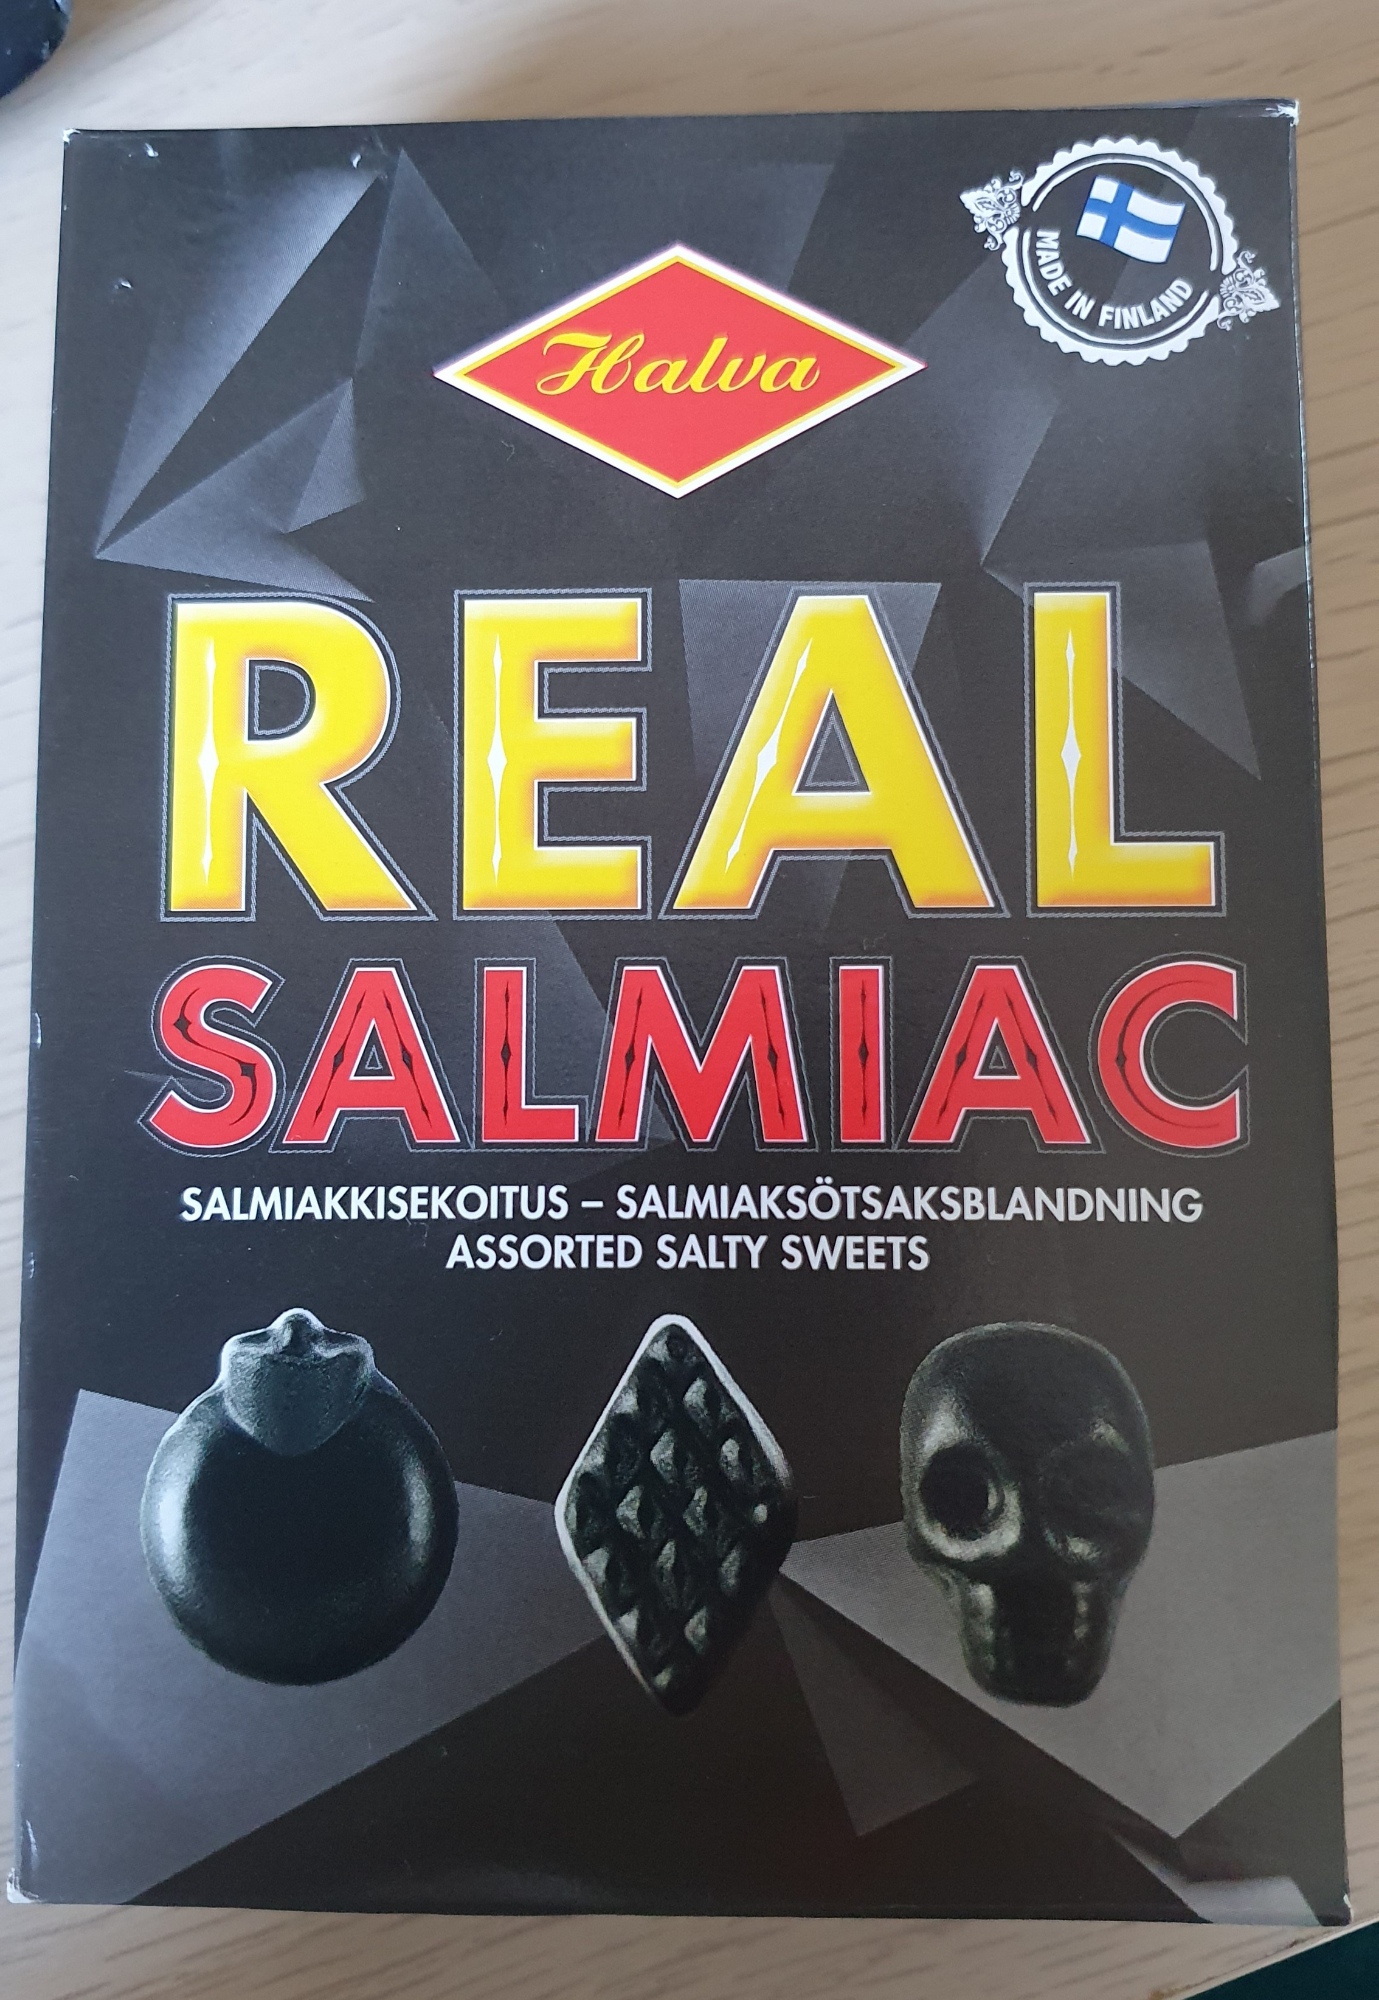 MADE IN FINLAND
Halva
REAL
SALMIAC
SALMIAKKISEKOITUS – SALMIAKSÖTSAKSBLANDNING
ASSORTED SALTY SWEETS